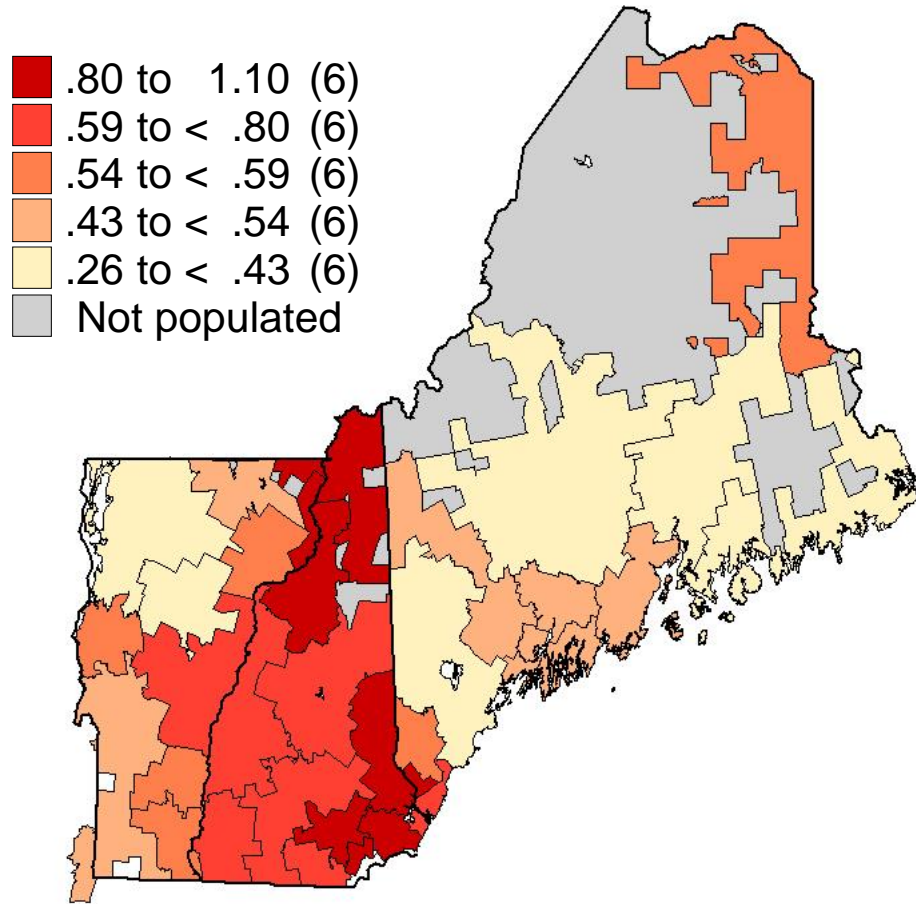 .80 to 1.10 (6)
.59 to < .80 (6)
.54 to < .59 (6)
.43 to < .54 (6)
.26 to < .43 (6)
Not populated